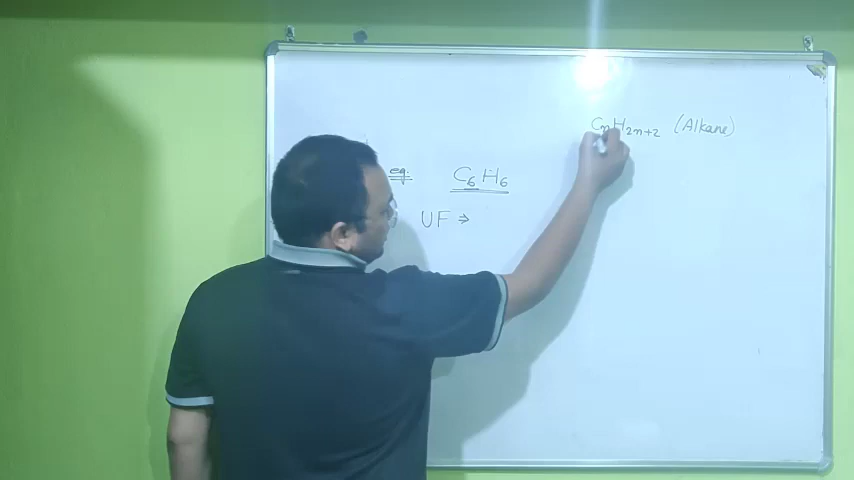 CnH2n+2 (Alkane)
eg. C6H6
UF ⇒